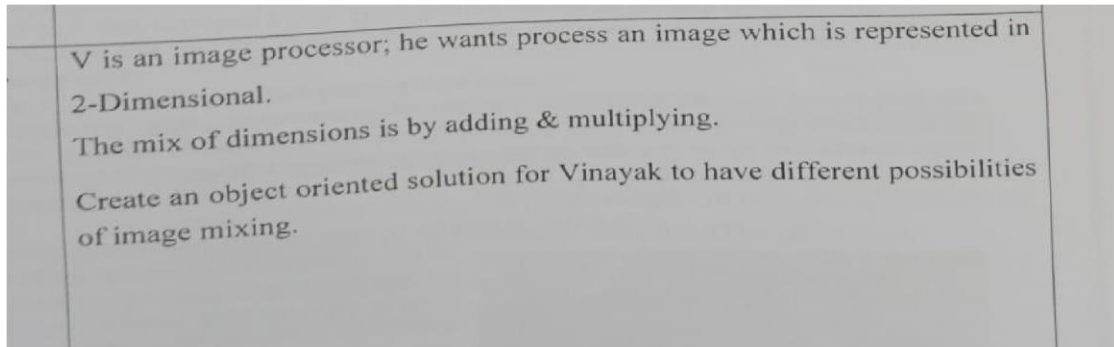 V is an image processor; he wants process an image which is represented in
2-Dimensional.
The mix of dimensions is by adding & multiplying.
Create an object oriented solution for Vinayak to have different possibilities
of image mixing.